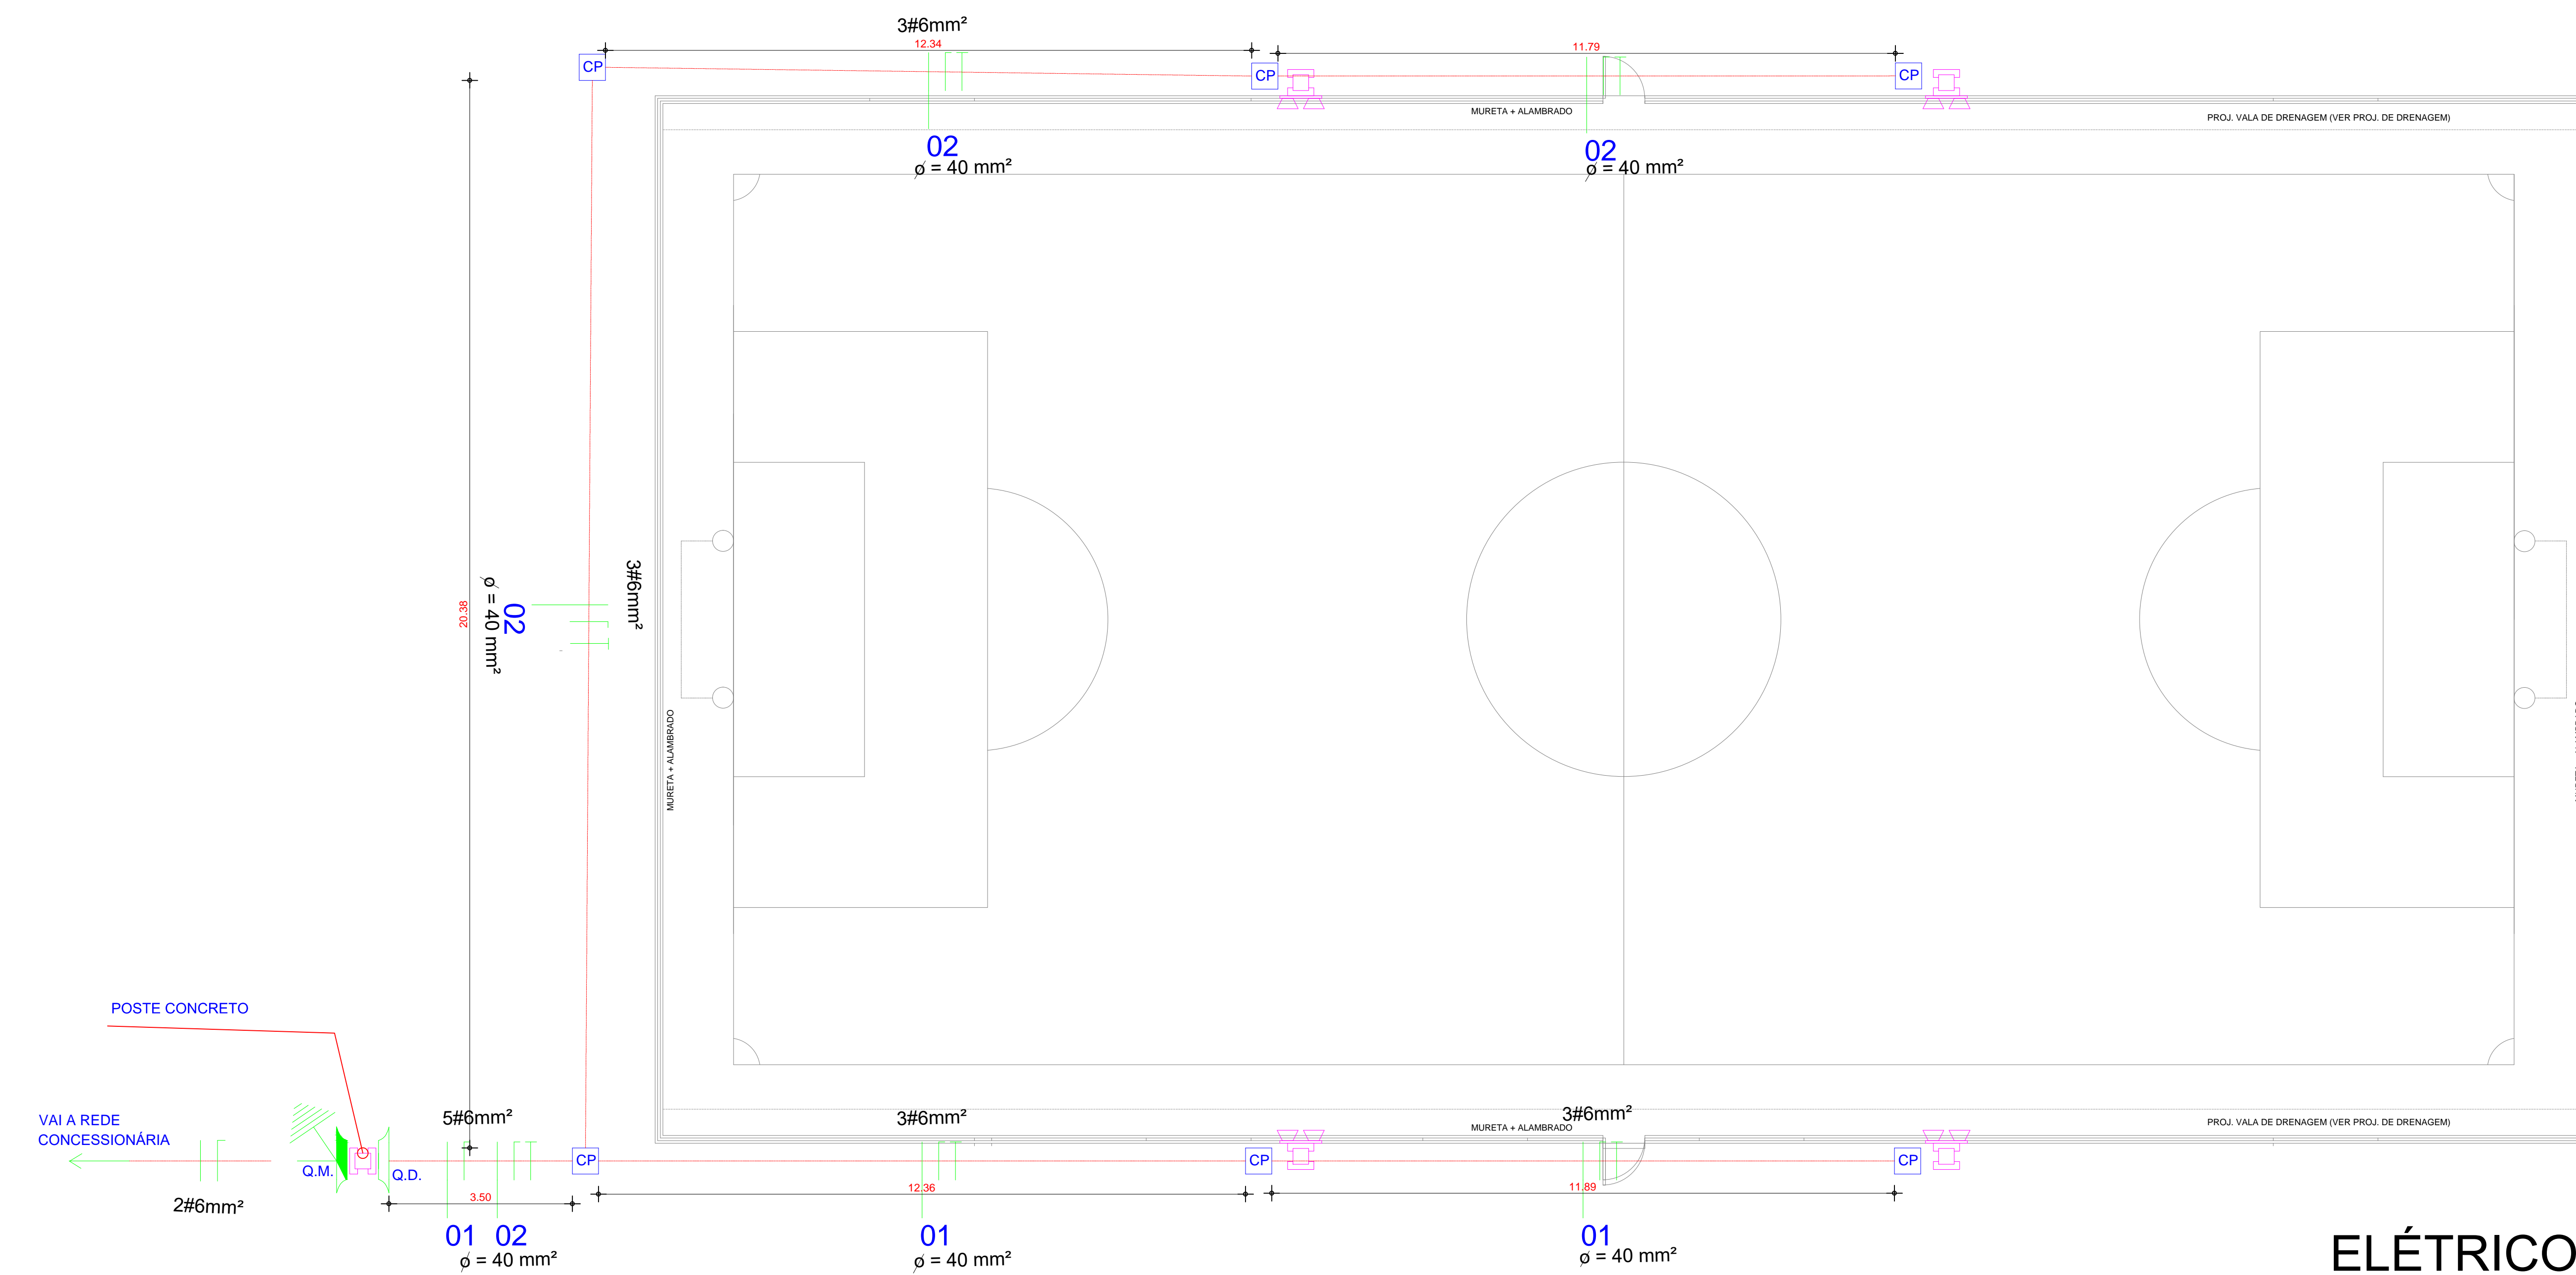 3#6mm²
12.34
11.79
CP
CP
CP
MURETA + ALAMBRADO
PROJ. VALA DE DRENAGEM (VER PROJ. DE DRENAGEM)
02
ø = 40 mm²
02
ø = 40 mm²
20.38
ø = 40 mm²
02
3#6mm²
MURETA + ALAMBRADO
POSTE CONCRETO
VAI A REDE
CONCESSIONÁRIA
2#6mm²
Q.M.
Q.D.
5#6mm²
3.50
01 02
ø = 40 mm²
CP
3#6mm²
12.36
01
ø = 40 mm²
CP
MURETA + ALAMBRADO
3#6mm²
11.89
01
ø = 40 mm²
CP
PROJ. VALA DE DRENAGEM (VER PROJ. DE DRENAGEM)
ELÉTRICO